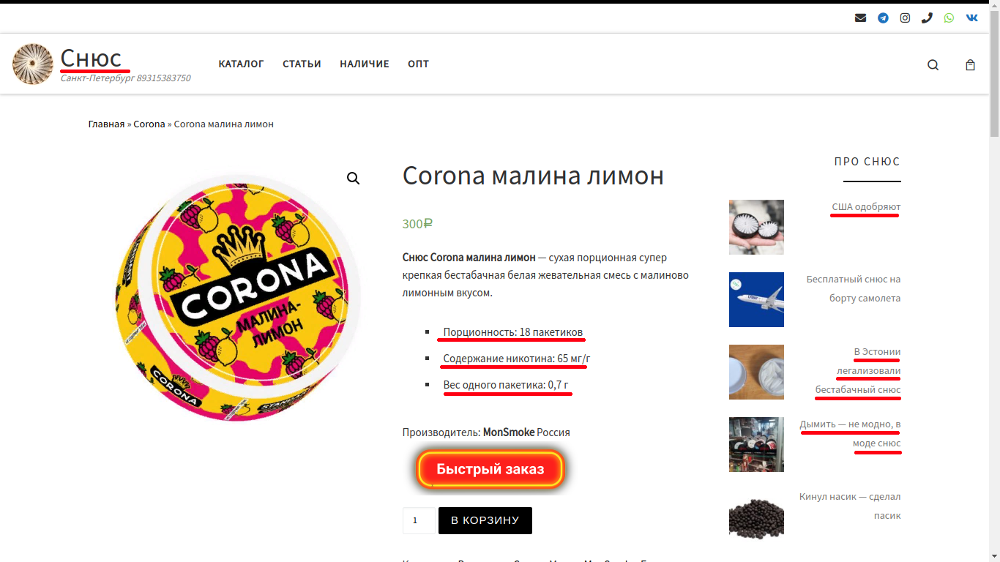 Снюс
Санкт-Петербург 89315383750
КАТАЛОГ СТАТЬИ НАЛИЧИЕ ОПТ
Главная » Corona » Corona малина лимон
CORONA
МАЛИНА-
ЛИМОН
CORONA
Corona малина лимон
300₽
Снюс Corona малина лимон — сухая порционная супер
крепкая бестабачная белая жевательная смесь с малиново
лимонным вкусом.
Порционность: 18 пакетиков
Содержание никотина: 65 мг/г
Вес одного пакетика: 0,7 г
Производитель: MonSmoke Россия
Быстрый заказ
1 В КОРЗИНУ
ПРО СНЮС
США одобряют
Бесплатный снюс на
борту самолета
В Эстонии
легализовали
бестабачный снюс
Дымить — не модно, в
моде снюс
Кинул насик — сделал
пасик